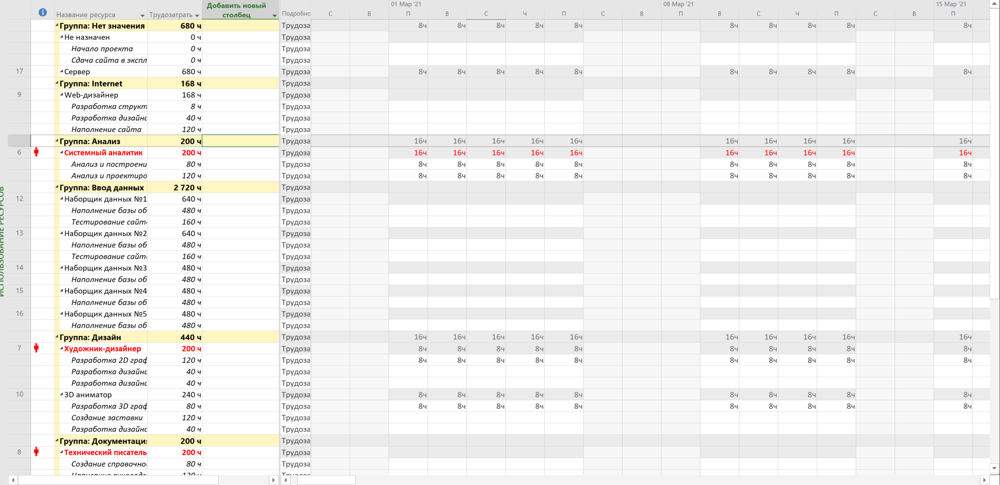 Добавить новый столбец
Название ресурса Трудозатрать Подробно
01 Мар '21 08 Мар '21 15 Мар '21
С В П В С Ч П С В П В С Ч П С В П
Группа: Нет значения 680 ч Трудоза 8ч 8ч 8ч 8ч 8ч 8ч 8ч 8ч 8ч 8ч
Не назначен 0 ч Трудоза
Начало проекта 0 ч Трудоза
Сдача сайта в экспл 0 ч Трудоза
17 Сервер 680 ч Трудоза 8ч 8ч 8ч 8ч 8ч 8ч 8ч 8ч 8ч 8ч
Группа: Internet 168 ч Трудоза
9 Web-дизайнер 168 ч Трудоза
Разработка структ 8 ч Трудоза
Разработка дизайнс 40 ч Трудоза
Наполнение сайта 120 ч Трудоза
Группа: Анализ 200 ч Трудоза 16ч 16ч 16ч 16ч 16ч 16ч 16ч 16ч 16ч 16ч
6 Системный аналитик 200 ч Трудоза 16ч 16ч 16ч 16ч 16ч 16ч 16ч 16ч 16ч 16ч
Анализ и построени 80 ч Трудоза 8ч 8ч 8ч 8ч 8ч 8ч 8ч 8ч 8ч 8ч
Анализ и проектиро 120 ч Трудоза 8ч 8ч 8ч 8ч 8ч 8ч 8ч 8ч 8ч 8ч
Группа: Ввод данных 2 720 ч Трудоза
12 Наборщик данных №1 640 ч Трудоза
Наполнение базы об 480 ч Трудоза
Тестирование сайт 160 ч Трудоза
13 Наборщик данных №2 640 ч Трудоза
Наполнение базы об 480 ч Трудоза
Тестирование сайт 160 ч Трудоза
14 Наборщик данных №3 480 ч Трудоза
Наполнение базы об 480 ч Трудоза
15 Наборщик данных №4 480 ч Трудоза
Наполнение базы об 480 ч Трудоза
16 Наборщик данных №5 480 ч Трудоза
Наполнение базы об 480 ч Трудоза
Группа: Дизайн 440 ч Трудоза 16ч 16ч 16ч 16ч 16ч 16ч 16ч 16ч 16ч 16ч
7 Художник-дизайнер 200 ч Трудоза 8ч 8ч 8ч 8ч 8ч 8ч 8ч 8ч 8ч 8ч
Разработка 2D граф 120 ч Трудоза 8ч 8ч 8ч 8ч 8ч 8ч 8ч 8ч 8ч 8ч
Разработка дизайнс 40 ч Трудоза
Разработка дизайнс 40 ч Трудоза
10 3D аниматор 240 ч Трудоза 8ч 8ч 8ч 8ч 8ч 8ч 8ч 8ч 8ч 8ч
Разработка 3D граф 80 ч Трудоза 8ч 8ч 8ч 8ч 8ч 8ч 8ч 8ч 8ч 8ч
Создание заставки 120 ч Трудоза
Разработка дизайнс 40 ч Трудоза
Группа: Документаци 200 ч Трудоза
8 Технический писатель 200 ч Трудоза
Создание справочно 80 ч Трудоза
120 ч Трудоза
ИСПОЛЬЗОВАНИЕ РЕСУРСОВ